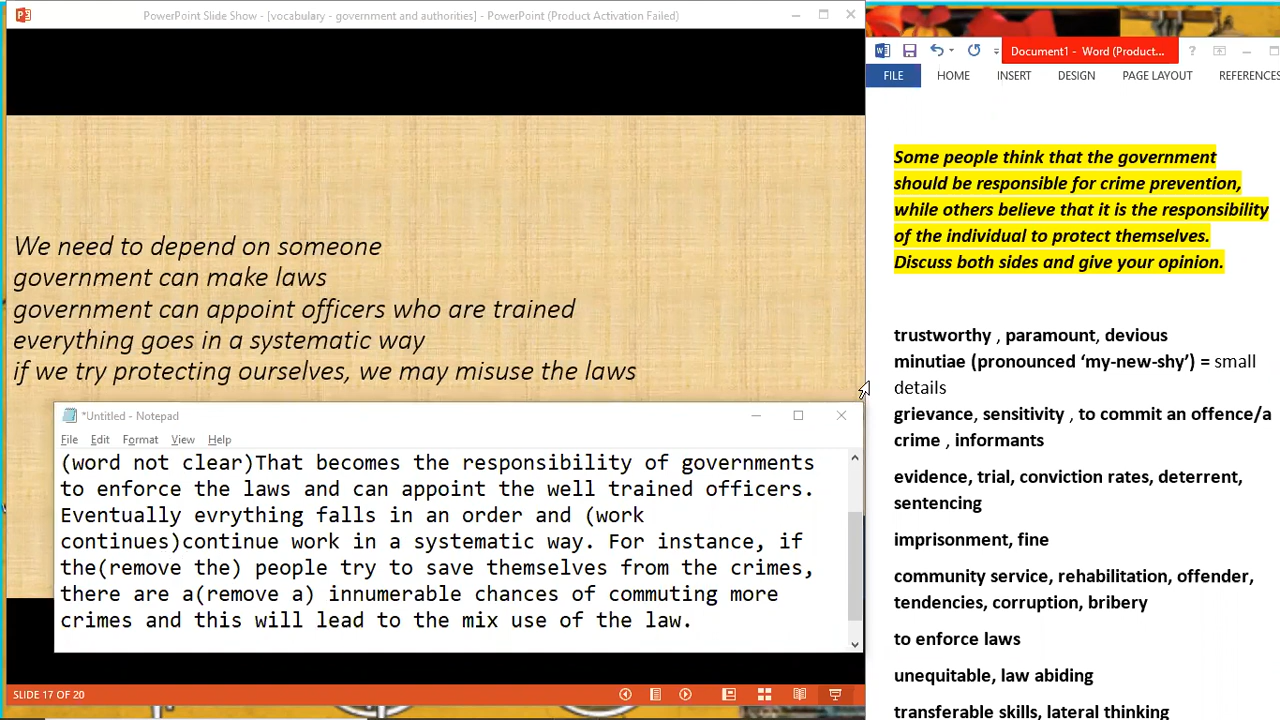 PowerPoint Slide Show - [vocabulary - government and authorities] - PowerPoint (Product Activation Failed)
We need to depend on someone
government can make laws
government can appoint officers who are trained
everything goes in a systematic way
if we try protecting ourselves, we may misuse the laws
*Untitled - Notepad
File Edit Format View Help
(word not clear)That becomes the responsibility of governments
to enforce the laws and can appoint the well trained officers.
Eventually evrything falls in an order and (work
continues)continue work in a systematic way. For instance, if
the(remove the) people try to save themselves from the crimes,
there are a(remove a) innumerable chances of commuting more
crimes and this will lead to the mix use of the law.
SLIDE 17 OF 20
Document1 - Word (Product...
FILE HOME INSERT DESIGN PAGE LAYOUT REFERENCES
Some people think that the government
should be responsible for crime prevention,
while others believe that it is the responsibility
of the individual to protect themselves.
Discuss both sides and give your opinion.
trustworthy , paramount, devious
minutiae (pronounced ‘my-new-shy’) = small
details
grievance, sensitivity , to commit an offence/a
crime , informants
evidence, trial, conviction rates, deterrent,
sentencing
imprisonment, fine
community service, rehabilitation, offender,
tendencies, corruption, bribery
to enforce laws
unequitable, law abiding
transferable skills, lateral thinking